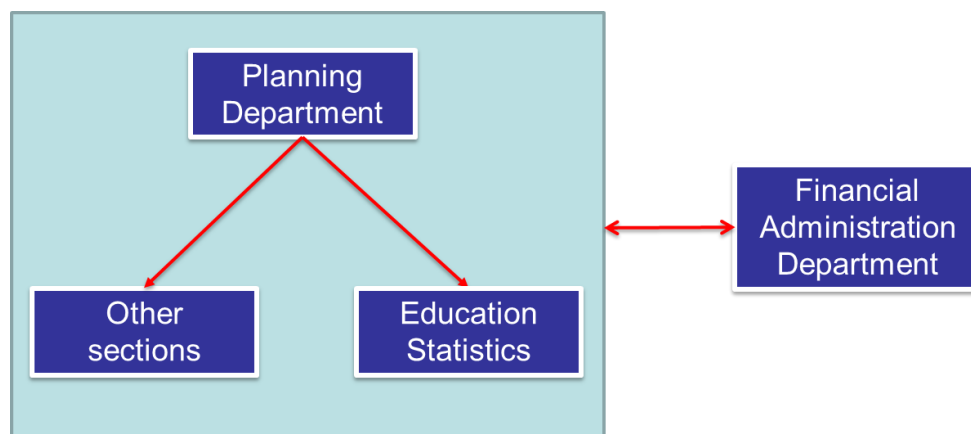 Planning
Department
Financial
Administration
Department
Other
sections
Education
Statistics